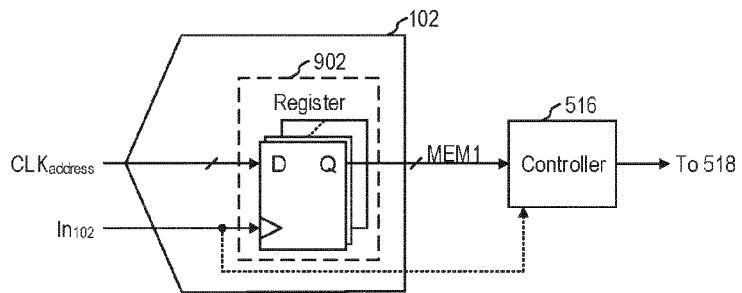 102
902
Register
516
CLKaddress
D Q
MEM1
Controller
To 518
In102